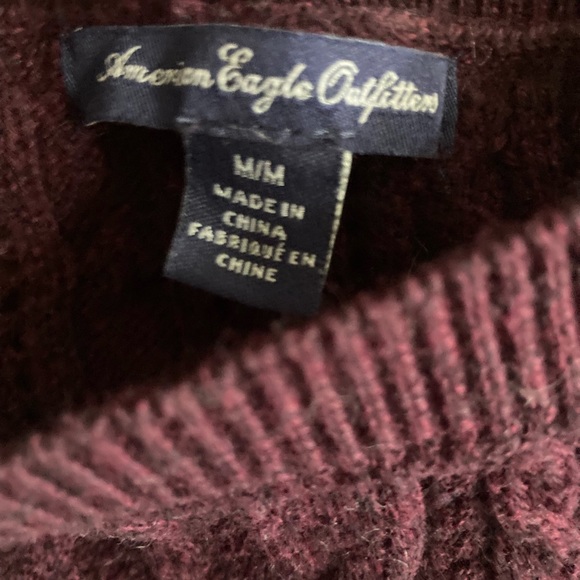 American Eagle Outfitters
M/M
MADE IN
CHINA
FABRIQUÉ EN
CHINE